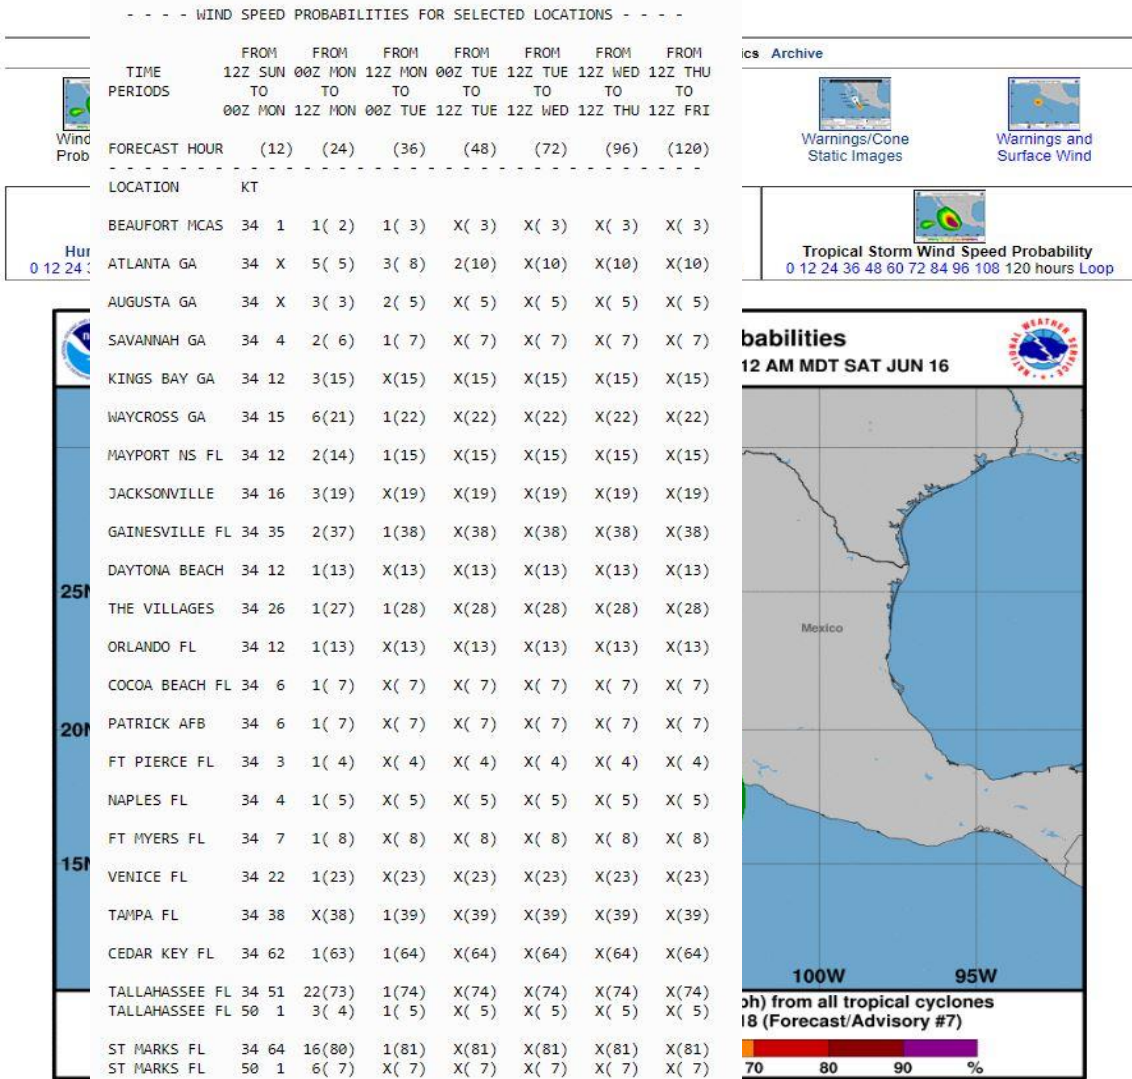 - - - - WIND SPEED PROBABILITIES FOR SELECTED LOCATIONS - - - -
FROM FROM FROM FROM FROM FROM FROM
TIME 12Z SUN 00Z MON 12Z MON 00Z TUE 12Z TUE 12Z WED 12Z THU
PERIODS TO TO TO TO TO TO TO
00Z MON 12Z MON 00Z TUE 12Z TUE 12Z WED 12Z THU 12Z FRI
FORECAST HOUR (12) (24) (36) (48) (72) (96) (120)
- - - - - - - - - - - - - - - - - - - - - - - - - - - - - - - - - -
LOCATION KT
BEAUFORT MCAS 34 1 1( 2) 1( 3) X( 3) X( 3) X( 3) X( 3)
ATLANTA GA 34 X 5( 5) 3( 8) 2(10) X(10) X(10) X(10)
AUGUSTA GA 34 X 3( 3) 2( 5) X( 5) X( 5) X( 5) X( 5)
SAVANNAH GA 34 4 2( 6) 1( 7) X( 7) X( 7) X( 7) X( 7)
KINGS BAY GA 34 12 3(15) X(15) X(15) X(15) X(15) X(15)
WAYCROSS GA 34 15 6(21) 1(22) X(22) X(22) X(22) X(22)
MAYPORT NS FL 34 12 2(14) 1(15) X(15) X(15) X(15) X(15)
JACKSONVILLE 34 16 3(19) X(19) X(19) X(19) X(19) X(19)
GAINESVILLE FL 34 35 2(37) 1(38) X(38) X(38) X(38) X(38)
DAYTONA BEACH 34 12 1(13) X(13) X(13) X(13) X(13) X(13)
THE VILLAGES 34 26 1(27) 1(28) X(28) X(28) X(28) X(28)
ORLANDO FL 34 12 1(13) X(13) X(13) X(13) X(13) X(13)
COCOA BEACH FL 34 6 1( 7) X( 7) X( 7) X( 7) X( 7) X( 7)
PATRICK AFB 34 6 1( 7) X( 7) X( 7) X( 7) X( 7) X( 7)
FT PIERCE FL 34 3 1( 4) X( 4) X( 4) X( 4) X( 4) X( 4)
NAPLES FL 34 4 1( 5) X( 5) X( 5) X( 5) X( 5) X( 5)
FT MYERS FL 34 7 1( 8) X( 8) X( 8) X( 8) X( 8) X( 8)
VENICE FL 34 22 1(23) X(23) X(23) X(23) X(23) X(23)
TAMPA FL 34 38 X(38) 1(39) X(39) X(39) X(39) X(39)
CEDAR KEY FL 34 62 1(63) 1(64) X(64) X(64) X(64) X(64)
TALLAHASSEE FL 34 51 22(73) 1(74) X(74) X(74) X(74) X(74)
TALLAHASSEE FL 50 1 3( 4) 1( 5) X( 5) X( 5) X( 5) X( 5)
ST MARKS FL 34 64 16(80) 1(81) X(81) X(81) X(81) X(81)
ST MARKS FL 50 1 6( 7) X( 7) X( 7) X( 7) X( 7) X( 7)
Wind
Prob
Hur
0 12 24
25N
20N
15N
ics Archive
Warnings/Cone
Static Images
Warnings and
Surface Wind
Tropical Storm Wind Speed Probability
0 12 24 36 48 60 72 84 96 108 120 hours Loop
babilities
12 AM MDT SAT JUN 16
NATIONAL WEATHER SERVICE
Mexico
100W 95W
ph) from all tropical cyclones
18 (Forecast/Advisory #7)
70 80 90 %